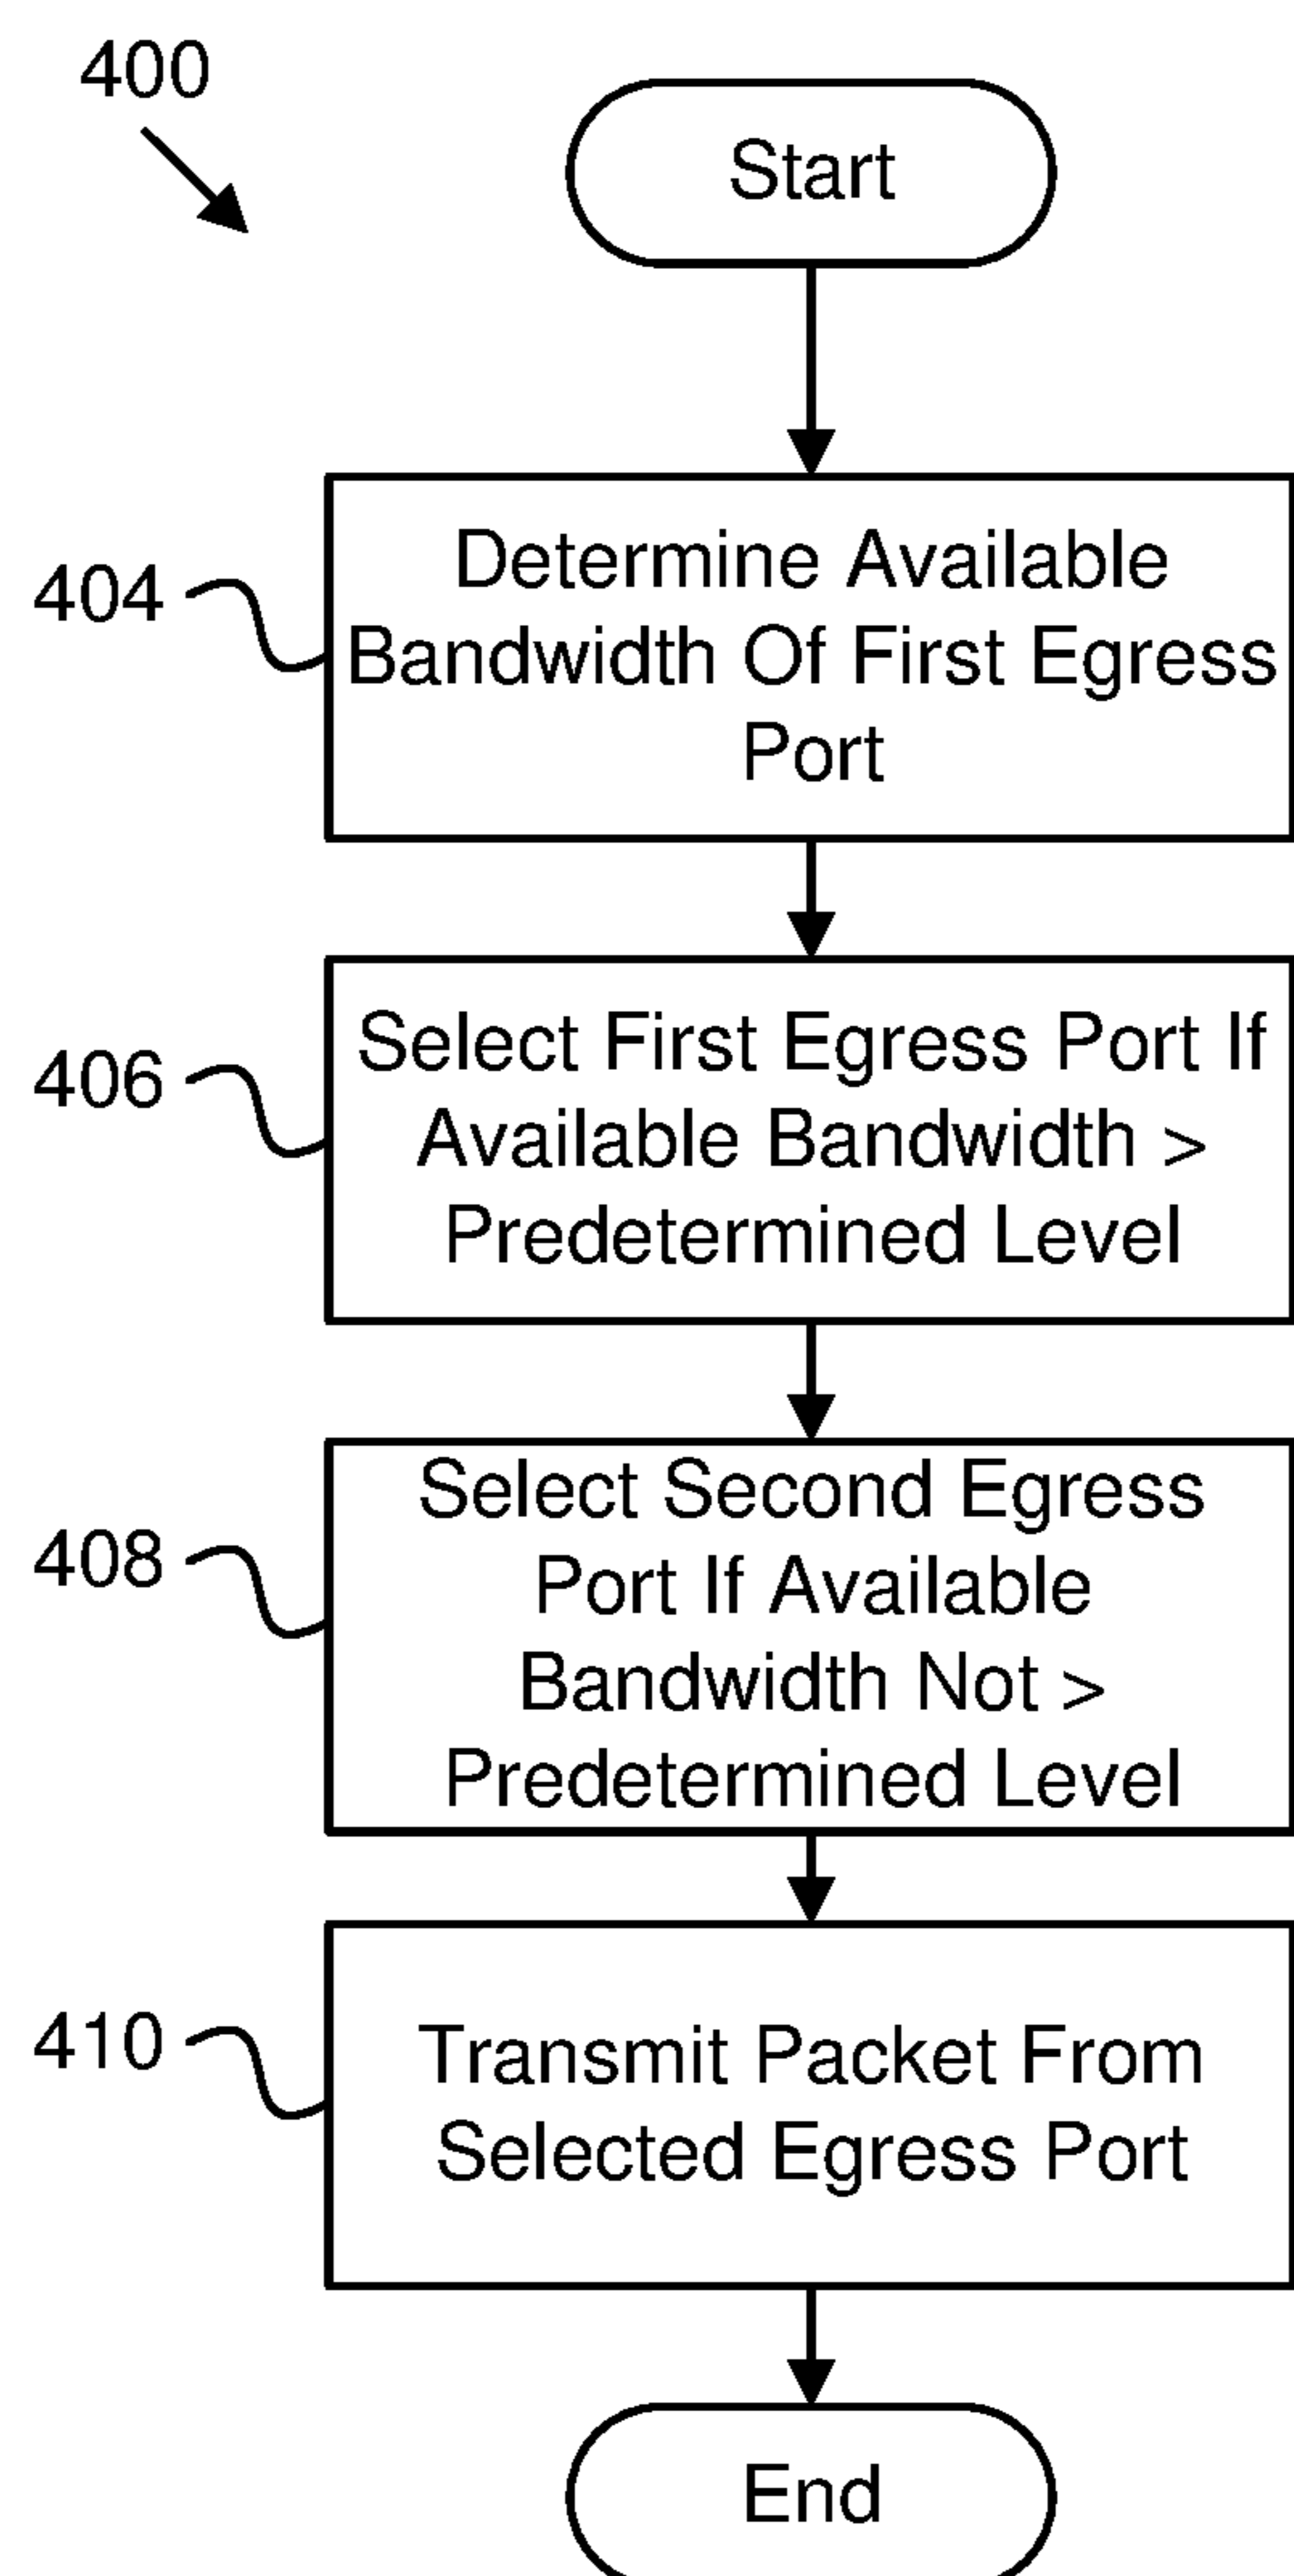 400
Start
404
Determine Available
Bandwidth Of First Egress
Port
406
Select First Egress Port If
Available Bandwidth >
Predetermined Level
408
Select Second Egress
Port If Available
Bandwidth Not >
Predetermined Level
410
Transmit Packet From
Selected Egress Port
End